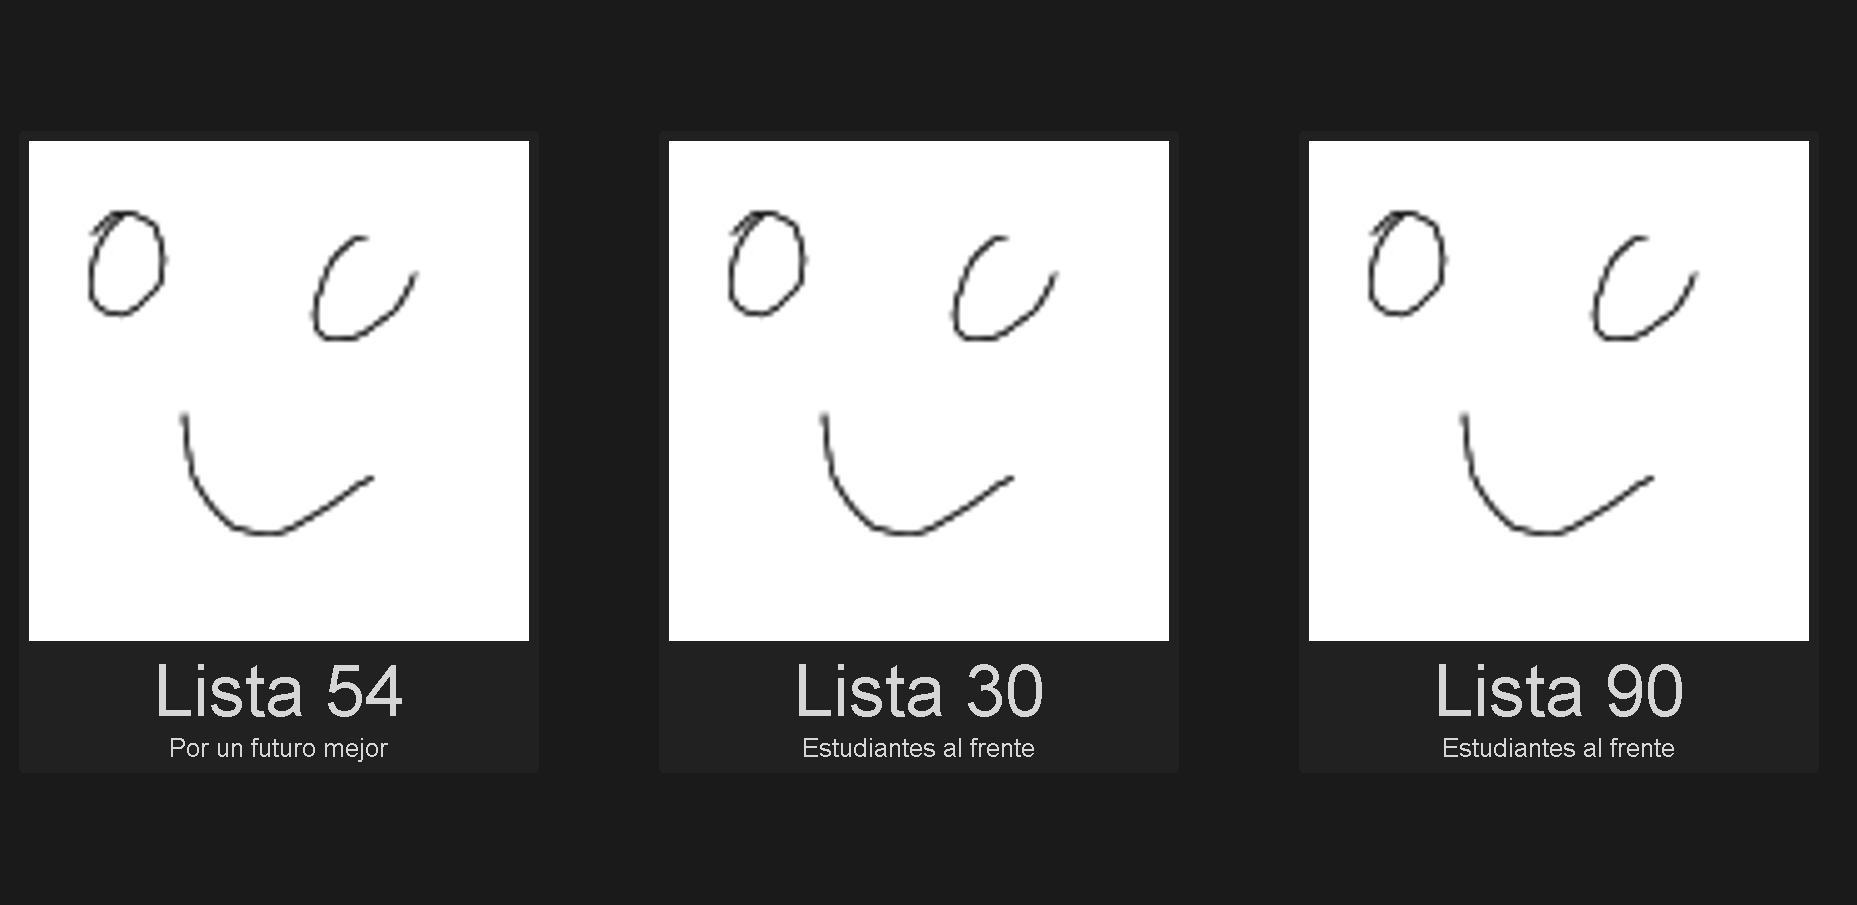 Lista 54
Por un futuro mejor
Lista 30
Estudiantes al frente
Lista 90
Estudiantes al frente